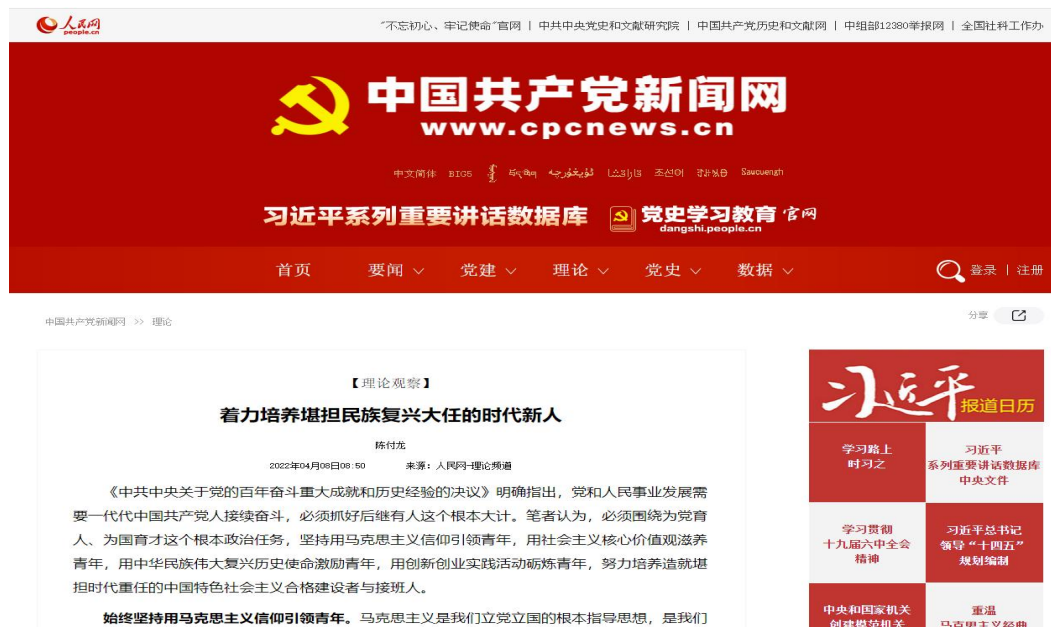 人民网
people.cn
"不忘初心、牢记使命"官网 | 中共中央党史和文献研究院 | 中国共产党历史和文献网 | 中组部12380举报网 | 全国社科工作办
中国共产党新闻网
www.cpcnews.cn
中文简体 BIG5 ئۇيغۇرچە 조선어 Sawcuengh
习近平系列重要讲话数据库 党史学习教育 官网
dangshi.people.cn
首页 要闻 党建 理论 党史 数据 登录 | 注册
中国共产党新闻网 >> 理论
分享
【理论观察】
着力培养堪担民族复兴大任的时代新人
陈付龙
2022年04月08日08:50 来源：人民网-理论频道
《中共中央关于党的百年奋斗重大成就和历史经验的决议》明确指出，党和人民事业发展需
要一代代中国共产党人接续奋斗，必须抓好后继有人这个根本大计。笔者认为，必须围绕为党育
人、为国育才这个根本政治任务，坚持用马克思主义信仰引领青年，用社会主义核心价值观滋养
青年，用中华民族伟大复兴历史使命激励青年，用创新创业实践活动砺炼青年，努力培养造就堪
担时代重任的中国特色社会主义合格建设者与接班人。
始终坚持用马克思主义信仰引领青年。马克思主义是我们立党立国的根本指导思想，是我们
习近平
报道日历
学习路上
时习之
习近平
系列重要讲话数据库
中央文件
学习贯彻
十九届六中全会
精神
习近平总书记
领导"十四五"
规划编制
中央和国家机关
创建模范机关
重温
马克思主义经典